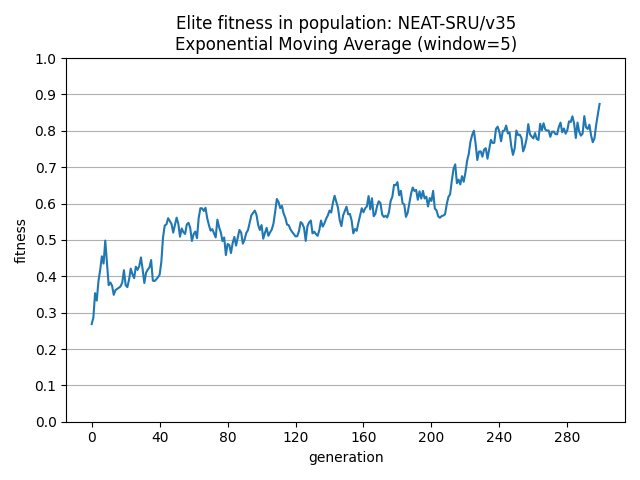 Elite fitness in population: NEAT-SRU/v35
Exponential Moving Average (window=5)
1.0
0.9
0.8
0.7
0.6
0.5
0.4
0.3
0.2
0.1
0.0
fitness
0 40 80 120 160 200 240 280
generation